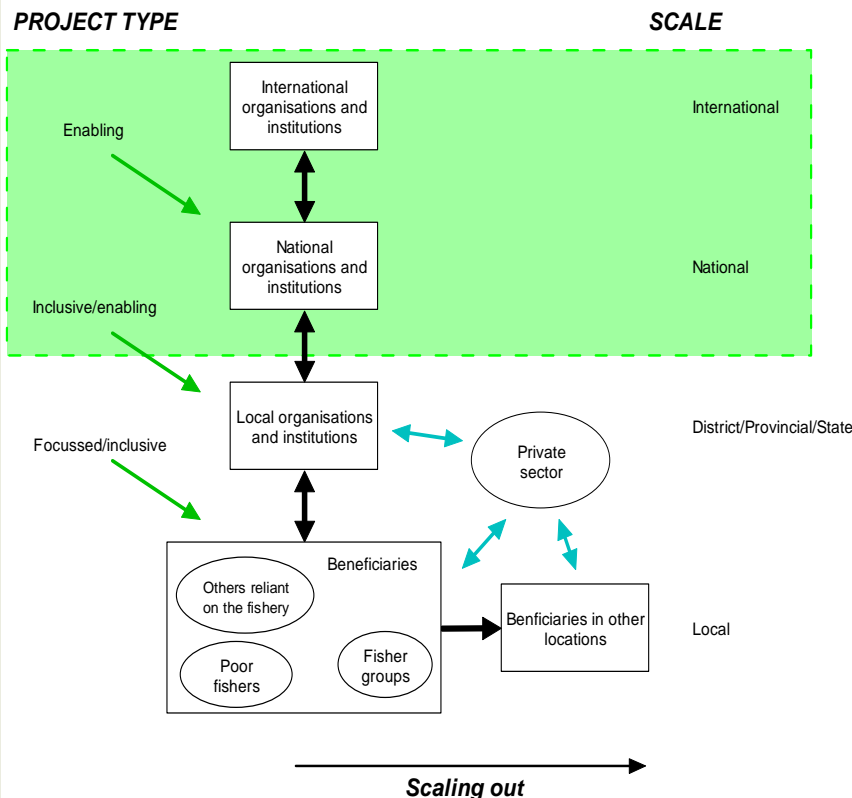 PROJECT TYPE
SCALE
International
organisations and
institutions
International
Enabling
National
organisations and
institutions
National
Inclusive/enabling
Local organisations
and institutions
District/Provincial/State
Private
sector
Focussed/inclusive
Beneficiaries
Others reliant
on the fishery
Poor
fishers
Fisher
groups
Benficiaries in other
locations
Local
Scaling out